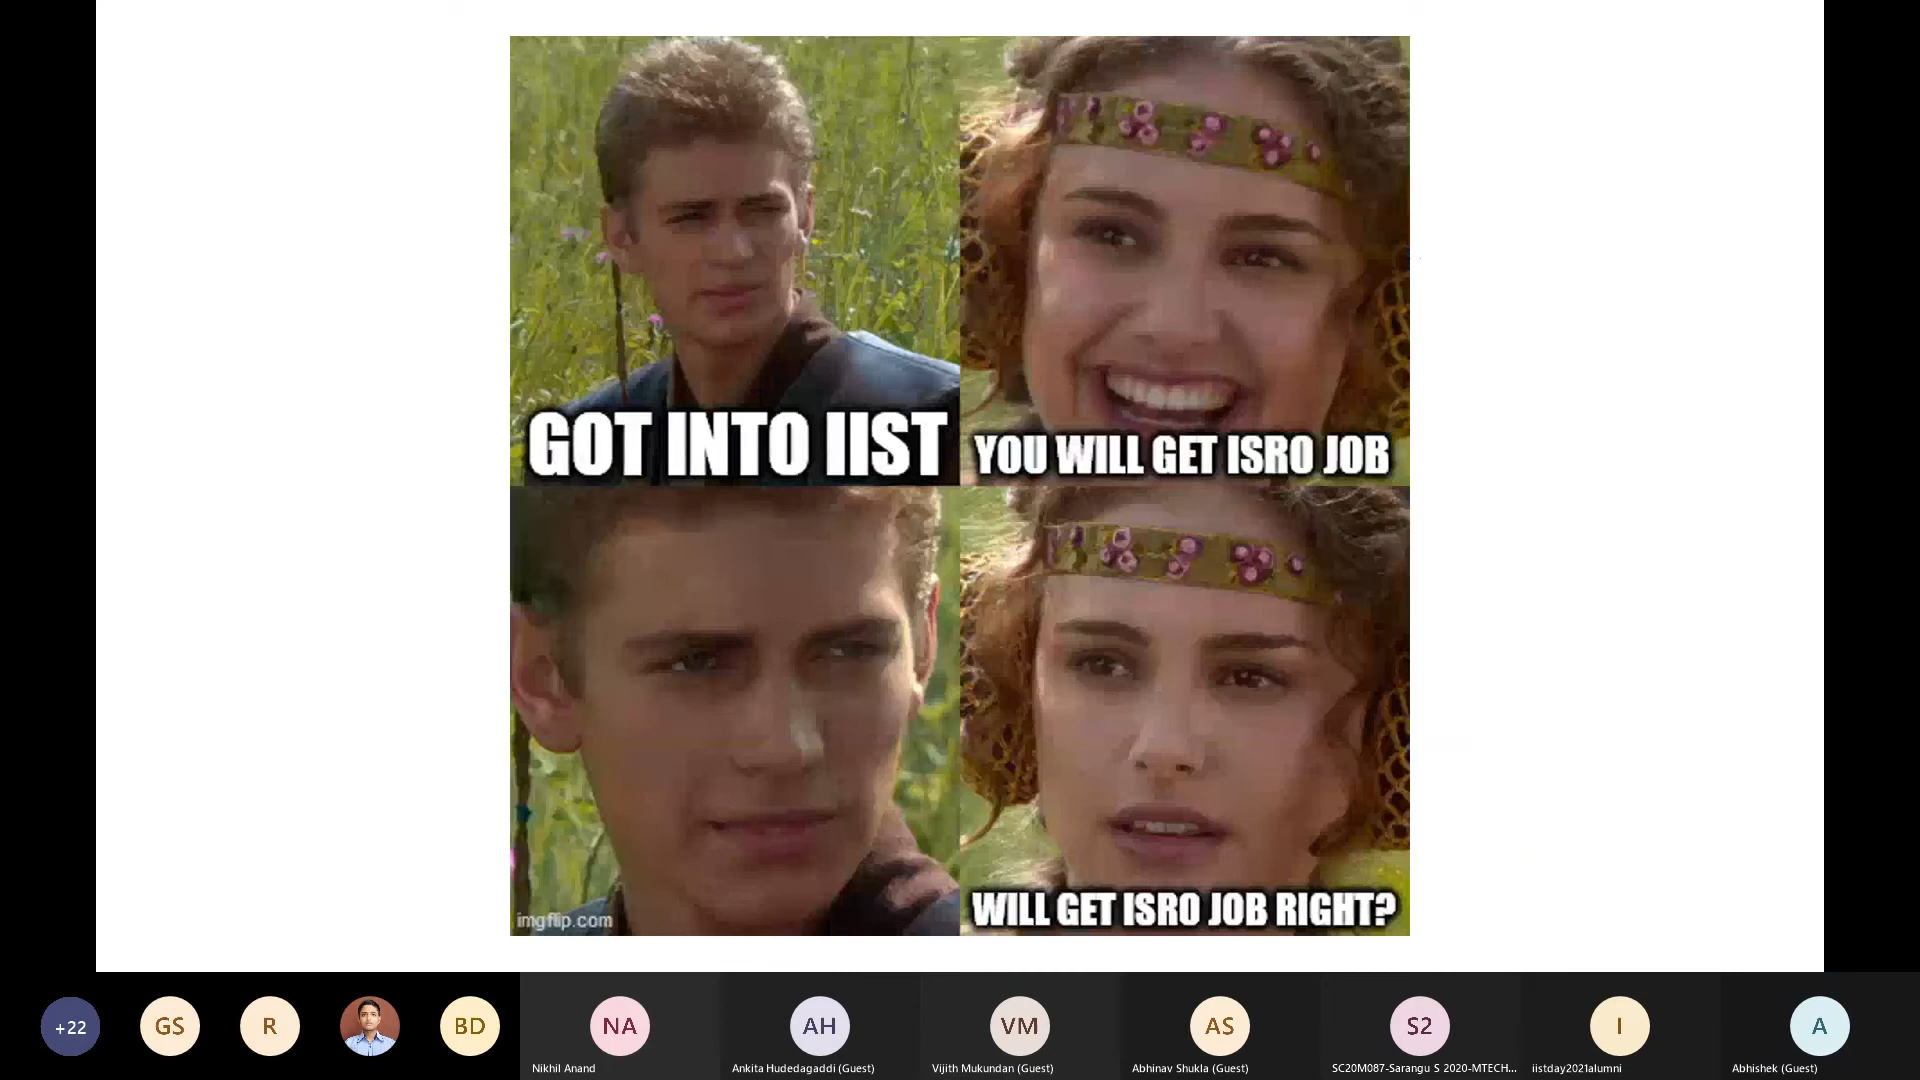 GOT INTO IIST
YOU WILL GET ISRO JOB
WILL GET ISRO JOB RIGHT?
imgflip.com
+22
GS
R
BD
NA
AH
VM
AS
S2
I
A
Nikhil Anand
Ankita Hudedagaddi (Guest)
Vijith Mukundan (Guest)
Abhinav Shukla (Guest)
SC20M087-Sarangu S 2020-MTECH...
iistday2021alumni
Abhishek (Guest)